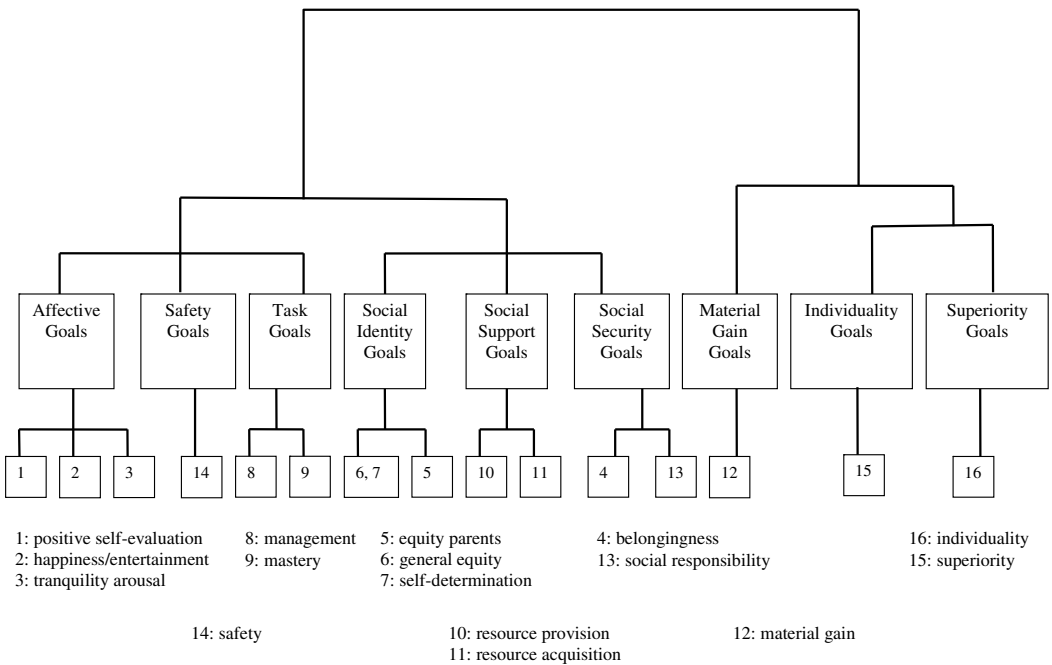 Affective
Goals
Safety
Goals
Task
Goals
Social
Identity
Goals
Social
Support
Goals
Social
Security
Goals
Material
Gain
Goals
Individuality
Goals
Superiority
Goals
1
2
3
14
8
9
6, 7
5
10
11
4
13
12
15
16
1: positive self-evaluation
2: happiness/entertainment
3: tranquility arousal
8: management
9: mastery
5: equity parents
6: general equity
7: self-determination
4: belongingness
13: social responsibility
16: individuality
15: superiority
14: safety
10: resource provision
11: resource acquisition
12: material gain